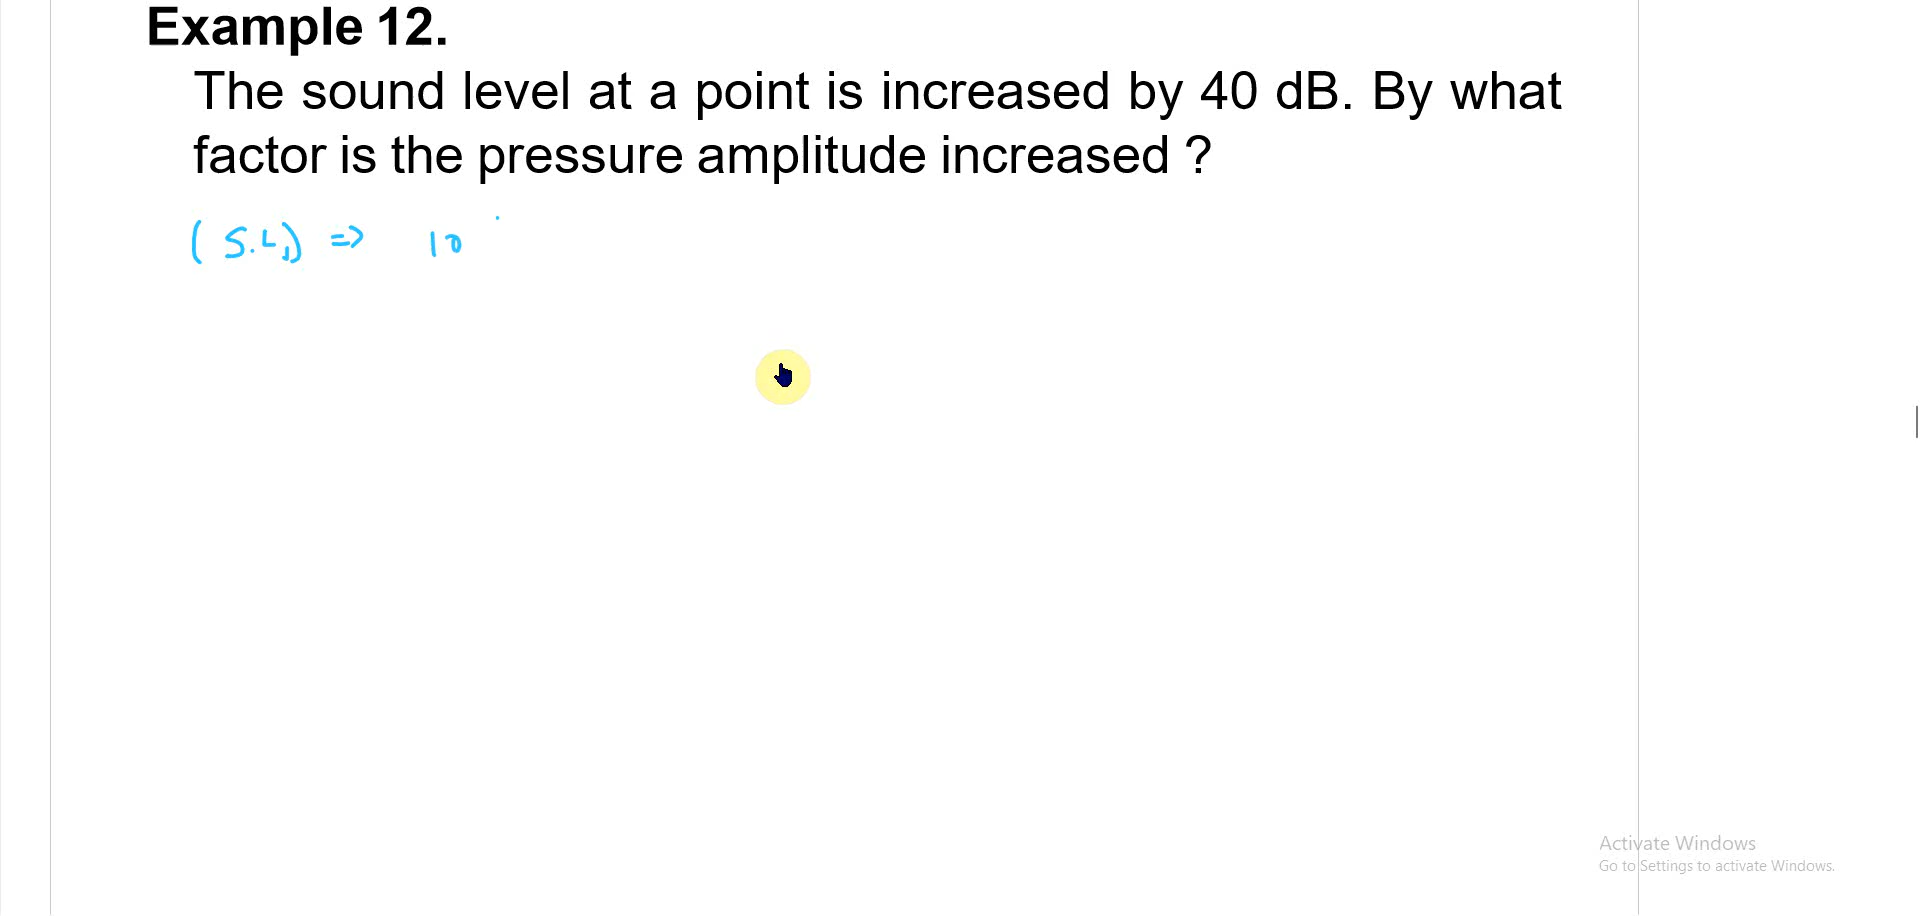 Example 12.
The sound level at a point is increased by 40 dB. By what
factor is the pressure amplitude increased ?
(S.L₁) => 10
Activate Windows
Go to Settings to activate Windows.